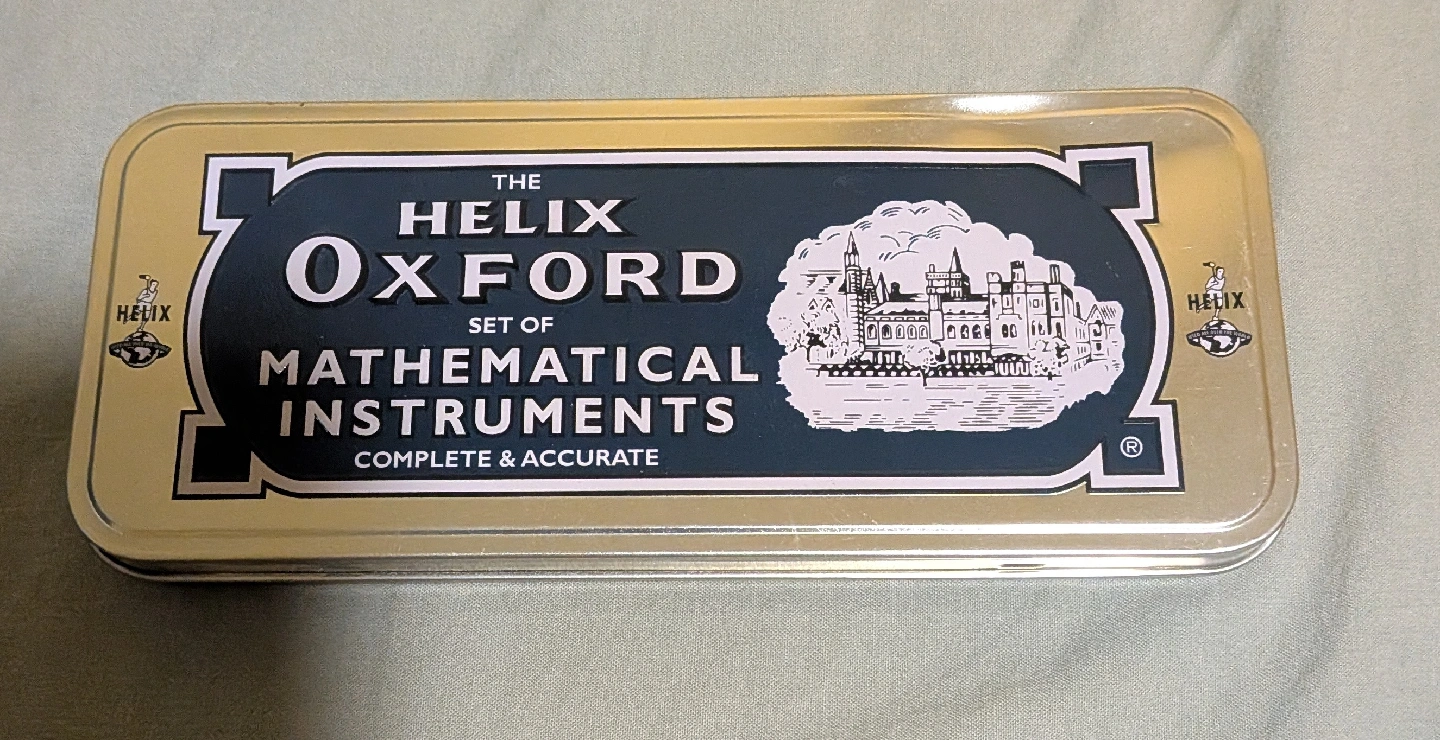 THE
HELIX
OXFORD
SET OF
MATHEMATICAL
INSTRUMENTS
COMPLETE & ACCURATE
®
HELIX
HELIX